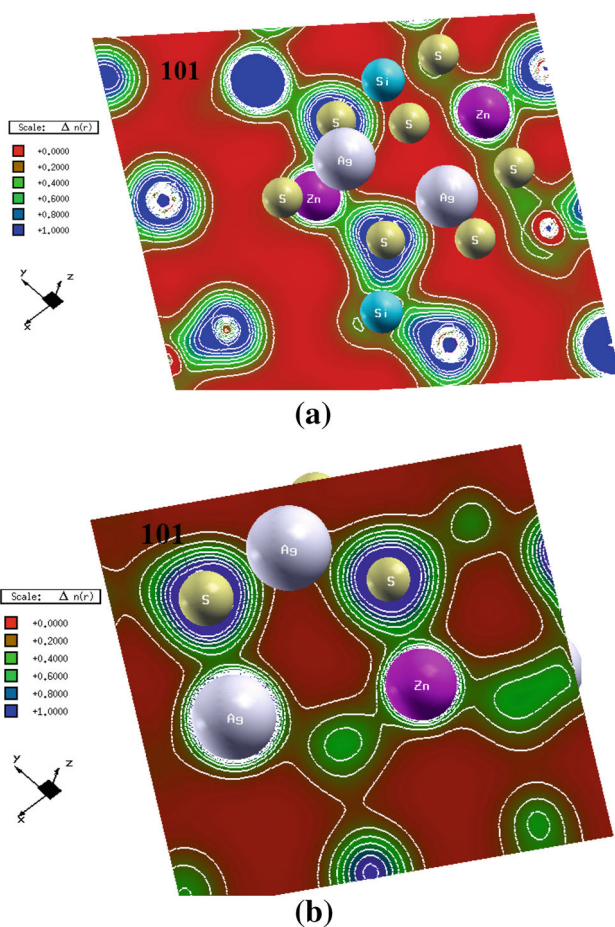 101
S
Si
S
Zn
S
S
Ag
S
Ag
S
Zn
S
S
Si
Scale: Δ n(r)
+0.0000
+0.2000
+0.4000
+0.6000
+0.8000
+1.0000
y
z
x
(a)
101
Ag
S
S
Zn
Ag
Scale: Δ n(r)
+0.0000
+0.2000
+0.4000
+0.6000
+0.8000
+1.0000
y
z
x
(b)